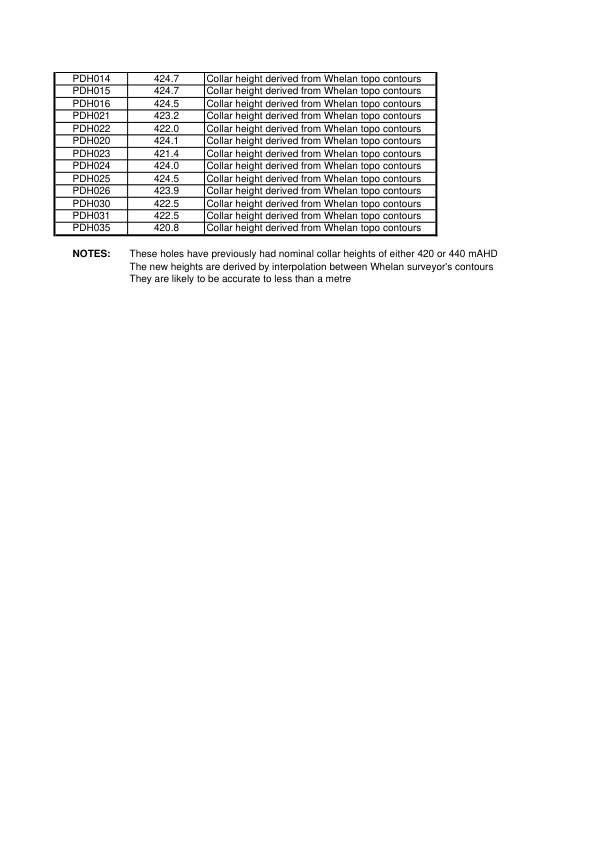 PDH014 424.7 Collar height derived from Whelan topo contours
PDH015 424.7 Collar height derived from Whelan topo contours
PDH016 424.5 Collar height derived from Whelan topo contours
PDH021 423.2 Collar height derived from Whelan topo contours
PDH022 422.0 Collar height derived from Whelan topo contours
PDH020 424.1 Collar height derived from Whelan topo contours
PDH023 421.4 Collar height derived from Whelan topo contours
PDH024 424.0 Collar height derived from Whelan topo contours
PDH025 424.5 Collar height derived from Whelan topo contours
PDH026 423.9 Collar height derived from Whelan topo contours
PDH030 422.5 Collar height derived from Whelan topo contours
PDH031 422.5 Collar height derived from Whelan topo contours
PDH035 420.8 Collar height derived from Whelan topo contours
NOTES: These holes have previously had nominal collar heights of either 420 or 440 mAHD
The new heights are derived by interpolation between Whelan surveyor's contours
They are likely to be accurate to less than a metre